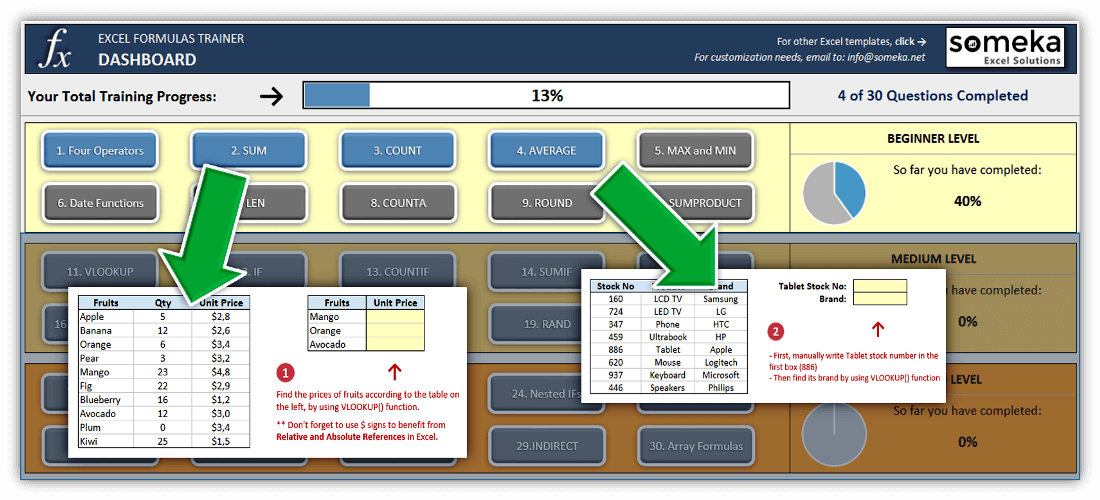 fx
EXCEL FORMULAS TRAINER
DASHBOARD
For other Excel templates, click →
For customization needs, email to: info@someka.net
someka
Excel Solutions
Your Total Training Progress: →
13%
4 of 30 Questions Completed
1. Four Operators
2. SUM
3. COUNT
4. AVERAGE
5. MAX and MIN
BEGINNER LEVEL
So far you have completed:
40%
6. Date Functions
LEN
8. COUNTA
9. ROUND
SUMPRODUCT
11. VLOOKUP
IF
13. COUNTIF
14. SUMIF
MEDIUM LEVEL
you have completed:
0%
16
19. RAND
Fruits Qty Unit Price
Apple 5 $2,8
Banana 12 $2,6
Orange 6 $3,4
Pear 3 $3,2
Mango 23 $4,8
Fig 22 $2,9
Blueberry 16 $1,2
Avocado 12 $3,0
Plum 0 $3,4
Kiwi 25 $1,5
Fruits Unit Price
Mango
Orange
Avocado
1
Find the prices of fruits according to the table on
the left, by using VLOOKUP() function.
** Don't forget to use $ signs to benefit from
Relative and Absolute References in Excel.
Stock No Brand
160 LCD TV Samsung
724 LED TV LG
347 Phone HTC
459 Ultrabook HP
886 Tablet Apple
620 Mouse Logitech
937 Keyboard Microsoft
446 Speakers Philips
Tablet Stock No:
Brand:
2
- First, manually write Tablet stock number in the
first box (886)
- Then find its brand by using VLOOKUP() function
24. Nested IFs
LEVEL
So far you have completed:
0%
29.INDIRECT
30. Array Formulas